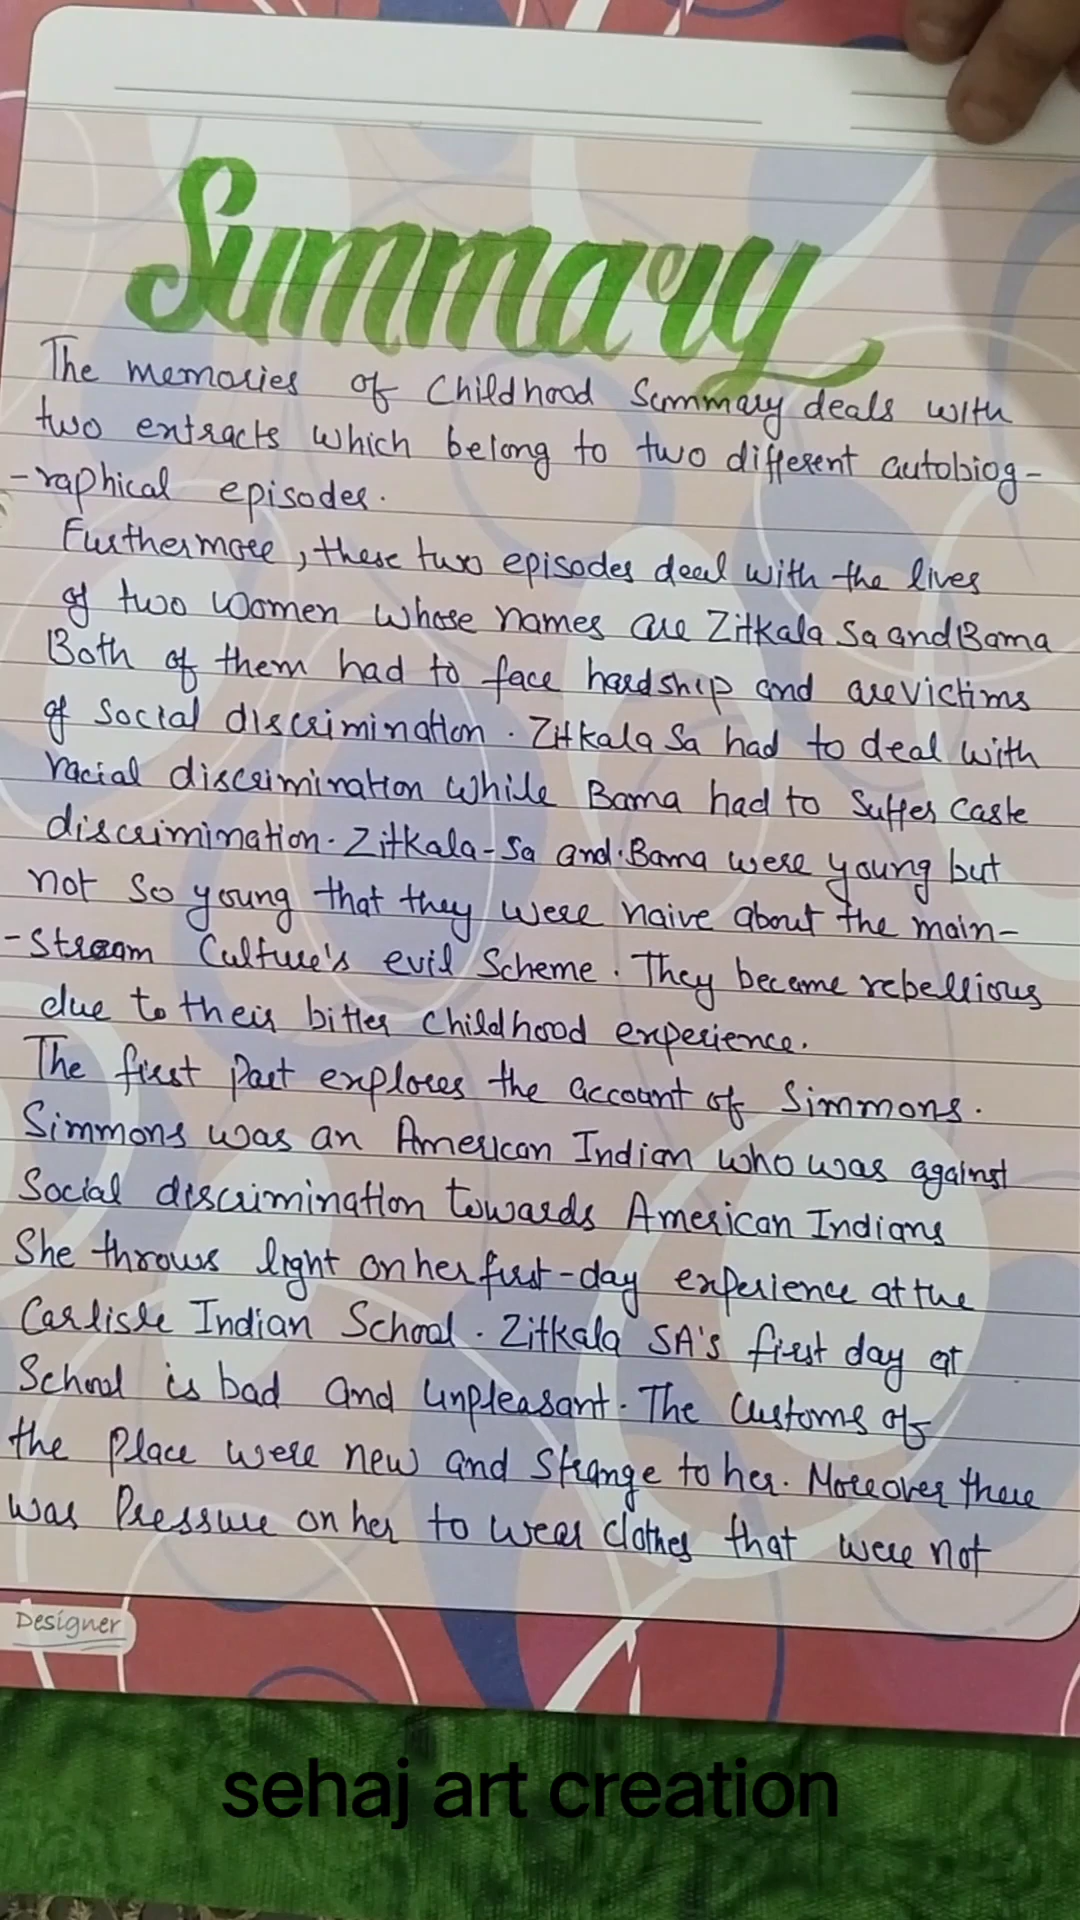 Summary
The memories of Childhood Summary deals with
two extracts which belong to two different autobiog-
-raphical episodes.
Furthermore, these two episodes deal with the lives
of two women whose names are Zitkala Sa and Bama
Both of them had to face hardship and are victims
of social discrimination. Zitkala Sa had to deal with
racial discrimination while Bama had to Suffer Caste
discrimination. Zitkala-Sa and Bama were young but
not so young that they were naive about the main-
-stream Culture's evil Scheme. They became rebellious
due to their bitter childhood experience.
The first Part explores the account of Simmons.
Simmons was an American Indian who was against
Social discrimination towards American Indians
She throws light on her first-day experience at the
Carlisle Indian School. Zitkala SA's first day at
School is bad and unpleasant. The Customs of
the place were new and strange to her. Moreover there
was Pressure on her to wear clothes that were not
Designer
sehaj art creation